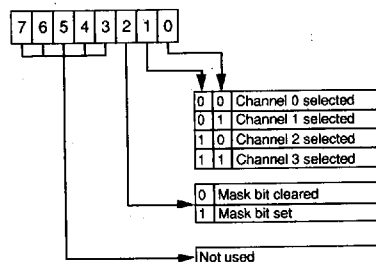 7 6 5 4 3 2 1 0
0 0 Channel 0 selected
0 1 Channel 1 selected
1 0 Channel 2 selected
1 1 Channel 3 selected
0 Mask bit cleared
1 Mask bit set
Not used